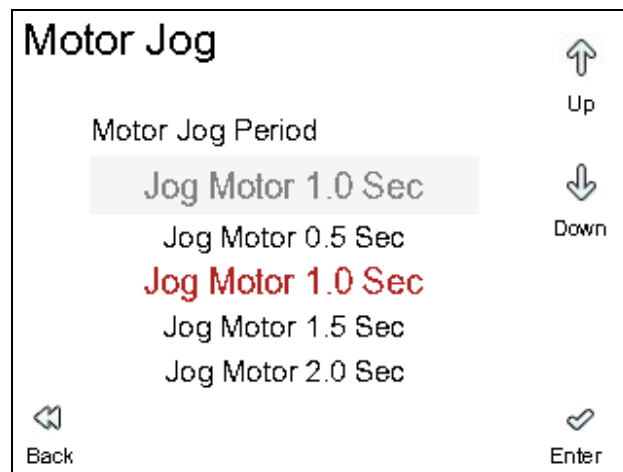 Motor Jog
Up
Motor Jog Period
Jog Motor 1.0 Sec
Down
Jog Motor 0.5 Sec
Jog Motor 1.0 Sec
Jog Motor 1.5 Sec
Jog Motor 2.0 Sec
Back
Enter